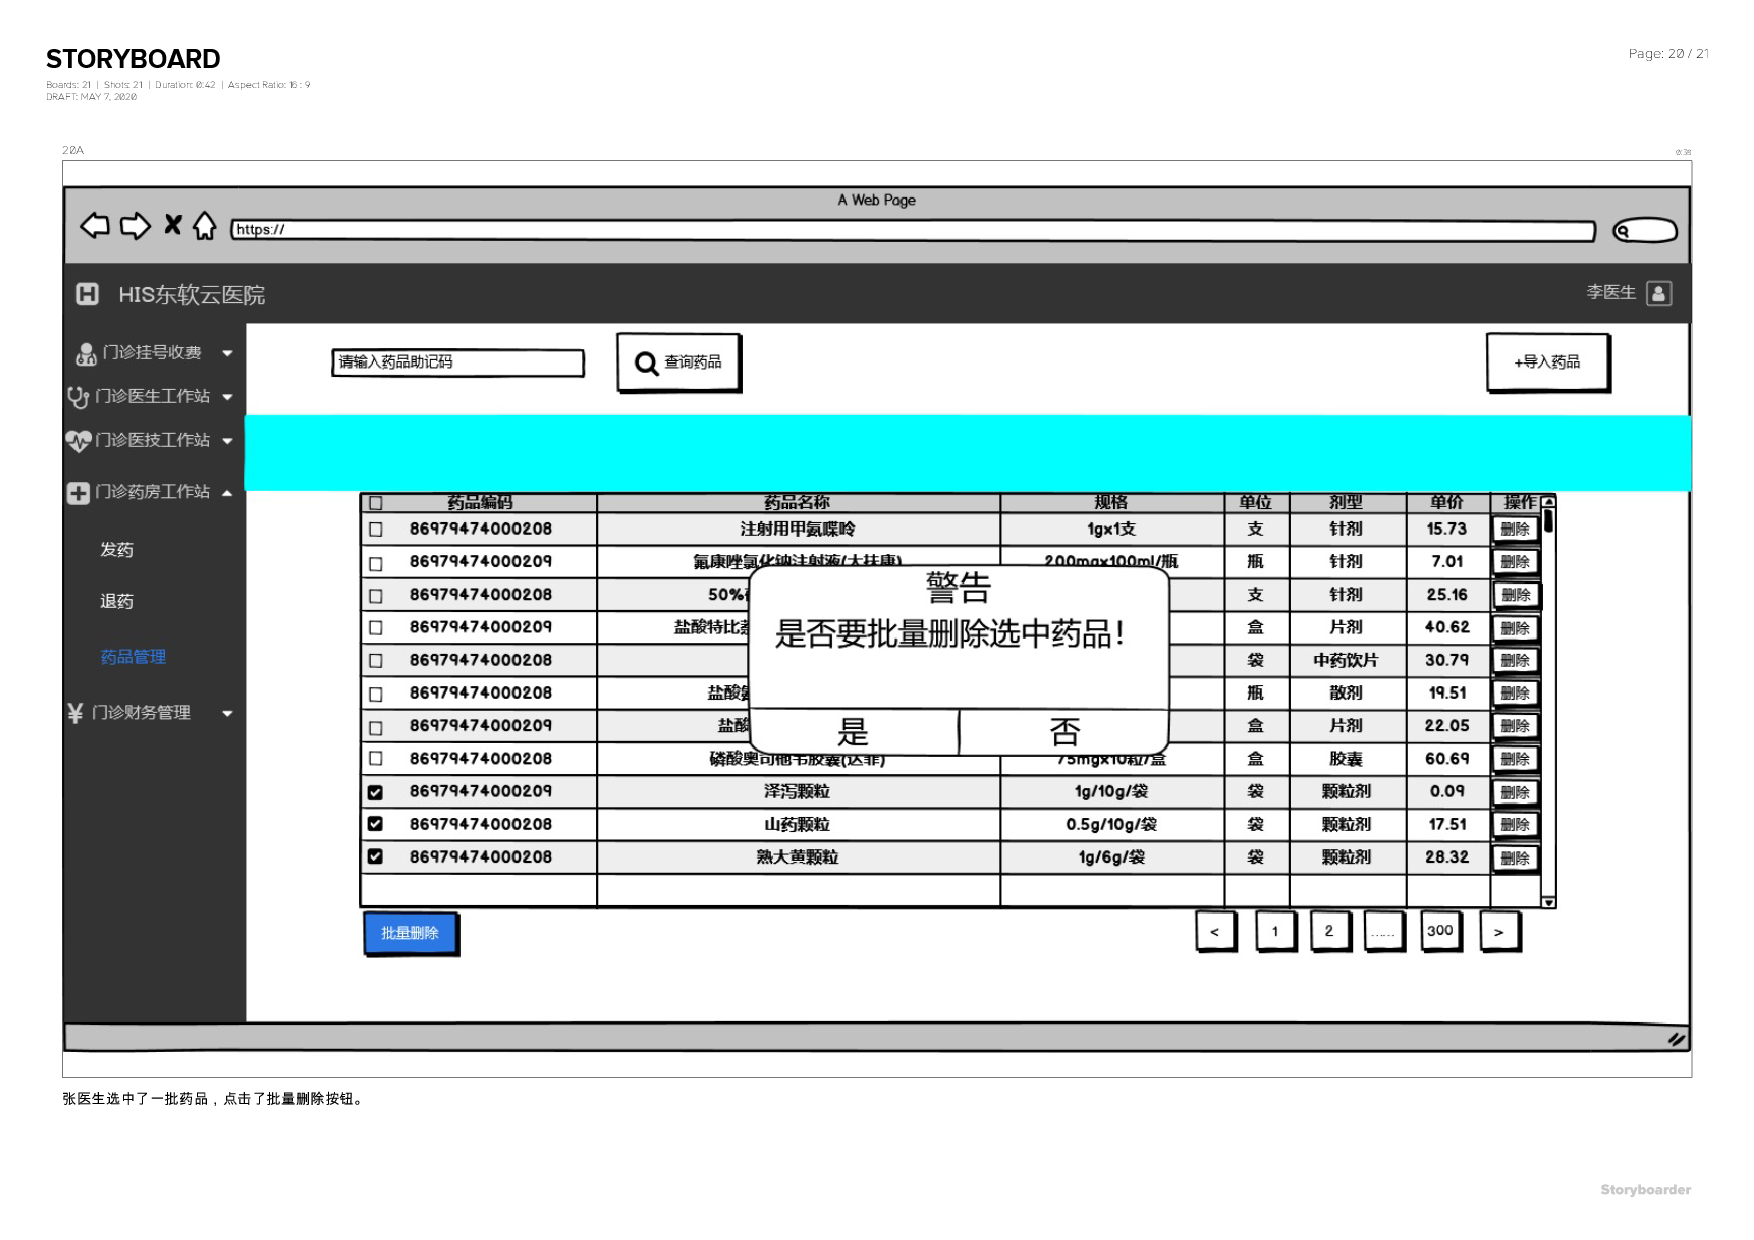 STORYBOARD
Page: 20 / 21
Boards: 21 | Shots: 21 | Duration: 0:42 | Aspect Ratio: 16 : 9
DRAFT: MAY 7, 2020
20A
0:38
A Web Page
https://
HIS东软云医院
李医生
门诊挂号收费
门诊医生工作站
门诊医技工作站
门诊药房工作站
发药
退药
药品管理
门诊财务管理
请输入药品助记码
查询药品
+导入药品
药品编码 药品名称 规格 单位 剂型 单价 操作
86979474000208 注射用甲氨喋呤 1gx1支 支 针剂 15.73 删除
86979474000209 氟康唑氯化钠注射液(大扶康) 200mgx100ml/瓶 瓶 针剂 7.01 删除
86979474000208 50% 支 针剂 25.16 删除
86979474000209 盐酸特比 盒 片剂 40.62 删除
86979474000208 袋 中药饮片 30.79 删除
86979474000208 盐酸 瓶 散剂 19.51 删除
86979474000209 盐酸 盒 片剂 22.05 删除
86979474000208 磷酸奥司他韦胶囊(达菲) 75mgx10粒/盒 盒 胶囊 60.69 删除
86979474000209 泽泻颗粒 1g/10g/袋 袋 颗粒剂 0.09 删除
86979474000208 山药颗粒 0.5g/10g/袋 袋 颗粒剂 17.51 删除
86979474000208 熟大黄颗粒 1g/6g/袋 袋 颗粒剂 28.32 删除
警告
是否要批量删除选中药品!
是 否
批量删除
< 1 2 ...... 300 >
张医生选中了一批药品，点击了批量删除按钮。
Storyboarder